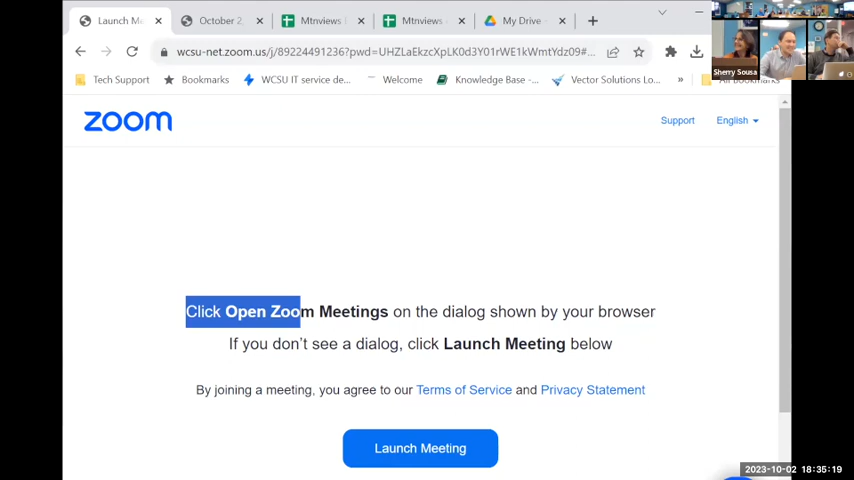 Launch Me
October 2,
Mtnviews
Mtnviews
My Drive -
wcsu-net.zoom.us/j/89224491236?pwd=UHZLaEkzcXpLK0d3Y01rWE1kWmtYdz09#...
Sherry Sousa
Tech Support
Bookmarks
WCSU IT service de...
Welcome
Knowledge Base -...
Vector Solutions Lo...
»
All Bookmarks
zoom
Support
English
Click Open Zoom Meetings on the dialog shown by your browser
If you don't see a dialog, click Launch Meeting below
By joining a meeting, you agree to our Terms of Service and Privacy Statement
Launch Meeting
2023-10-02 18:35:19